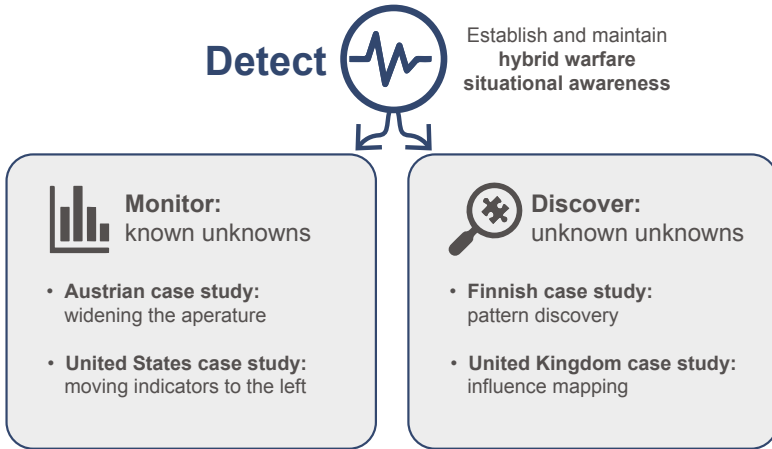 Detect
Establish and maintain
hybrid warfare
situational awareness
Monitor:
known unknowns
• Austrian case study:
widening the aperature
• United States case study:
moving indicators to the left
Discover:
unknown unknowns
• Finnish case study:
pattern discovery
• United Kingdom case study:
influence mapping